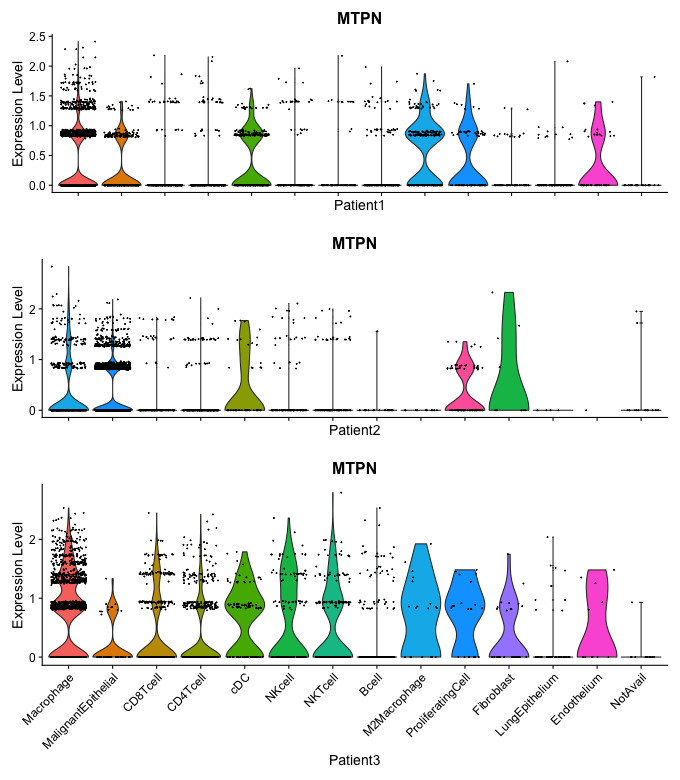 MTPN
Expression Level
2.5
2.0
1.5
1.0
0.5
0.0
Patient1
MTPN
Expression Level
2
1
0
Patient2
MTPN
Expression Level
2
1
0
Macrophage
MalignantEpithelial
CD8Tcell
CD4Tcell
cDC
NKcell
NKTcell
Bcell
M2Macrophage
ProliferatingCell
Fibroblast
LungEpithelium
Endothelium
NotAvail
Patient3